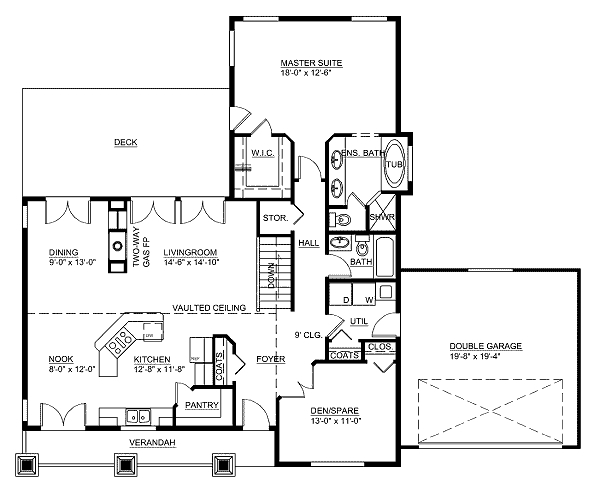 MASTER SUITE
18'-0" x 12'-6"
DECK
W.I.C.
ENS. BATH
TUB
STOR.
SHWR
HALL
DINING
9'-0" x 13'-0"
TWO-WAY
GAS FP
LIVINGROOM
14'-6" x 14'-10"
DOWN
BATH
D
W
VAULTED CEILING
UTIL
9' CLG.
DOUBLE GARAGE
19'-8" x 19'-4"
NOOK
8'-0" x 12'-0"
KITCHEN
12'-8" x 11'-8"
COATS
FOYER
COATS
CLOS
PANTRY
DEN/SPARE
13'-0" x 11'-0"
VERANDAH